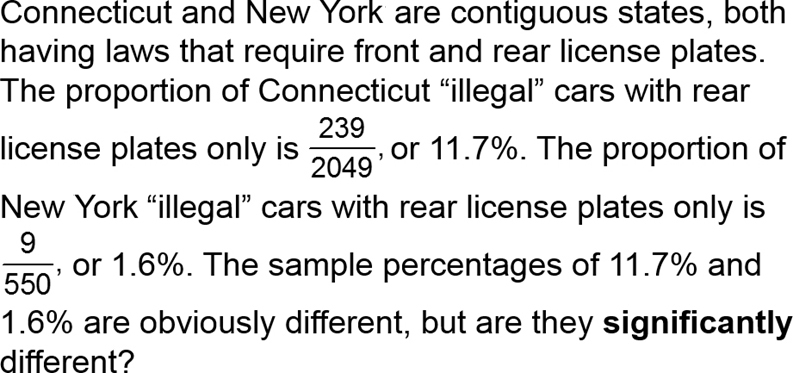 Connecticut and New York are contiguous states, both
having laws that require front and rear license plates.
The proportion of Connecticut “illegal” cars with rear
license plates only is 239/2049, or 11.7%. The proportion of
New York “illegal” cars with rear license plates only is
9/550, or 1.6%. The sample percentages of 11.7% and
1.6% are obviously different, but are they significantly
different?